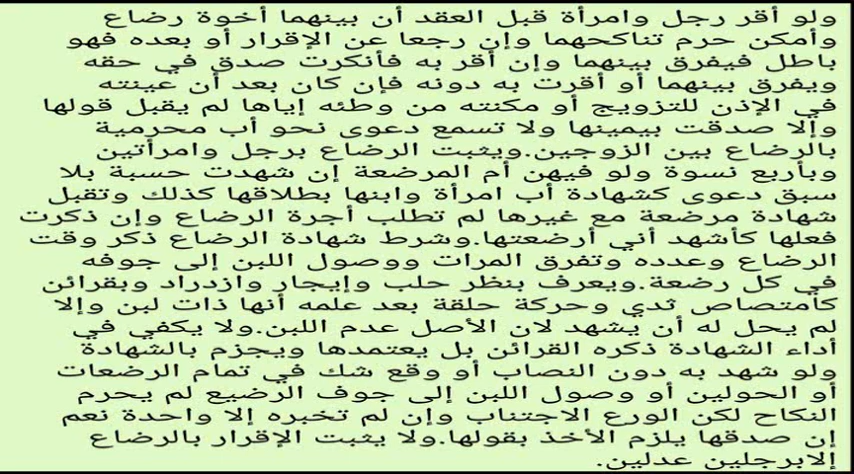 ولو أقر رجل وامرأة قبل العقد أن بينهما أخوة رضاع
وأمكن حرم تناكحهما وإن رجعا عن الإقرار أو بعده فهو
باطل فيفرق بينهما وإن أقر به فأنكرت صدق في حقه
ويفرق بينهما أو أقرت به دونه فإن كان بعد أن عينته
في الإذن للتزويج أو مكنته من وطئه إياها لم يقبل قولها
وإلا صدقت بيمينها ولا تسمع دعوى نحو أب محرمية
بالرضاع بين الزوجين.ويثبت الرضاع برجل وامرأتين
وبأربع نسوة ولو فيهن أم المرضعة إن شهدت حسبة بلا
سبق دعوى كشهادة أب امرأة وابنها بطلاقها كذلك وتقبل
شهادة مرضعة مع غيرها لم تطلب أجرة الرضاع وإن ذكرت
فعلها كأشهد أني أرضعتها.وشرط شهادة الرضاع ذكر وقت
الرضاع وعدده وتفرق المرات ووصول اللبن إلى جوفه
في كل رضعة.ويعرف بنظر حلب وإيجار وازدراد وبقرائن
كامتصاص ثدي وحركة حلقة بعد علمه أنها ذات لبن وإلا
لم يحل له أن يشهد لان الأصل عدم اللبن.ولا يكفي في
أداء الشهادة ذكره القرائن بل يعتمدها ويجزم بالشهادة
ولو شهد به دون النصاب أو وقع شك في تمام الرضعات
أو الحولين أو وصول اللبن إلى جوف الرضيع لم يحرم
النكاح لكن الورع الاجتناب وإن لم تخبره إلا واحدة نعم
إن صدقها يلزم الأخذ بقولها.ولا يثبت الإقرار بالرضاع
إلابرجلين عدلين.